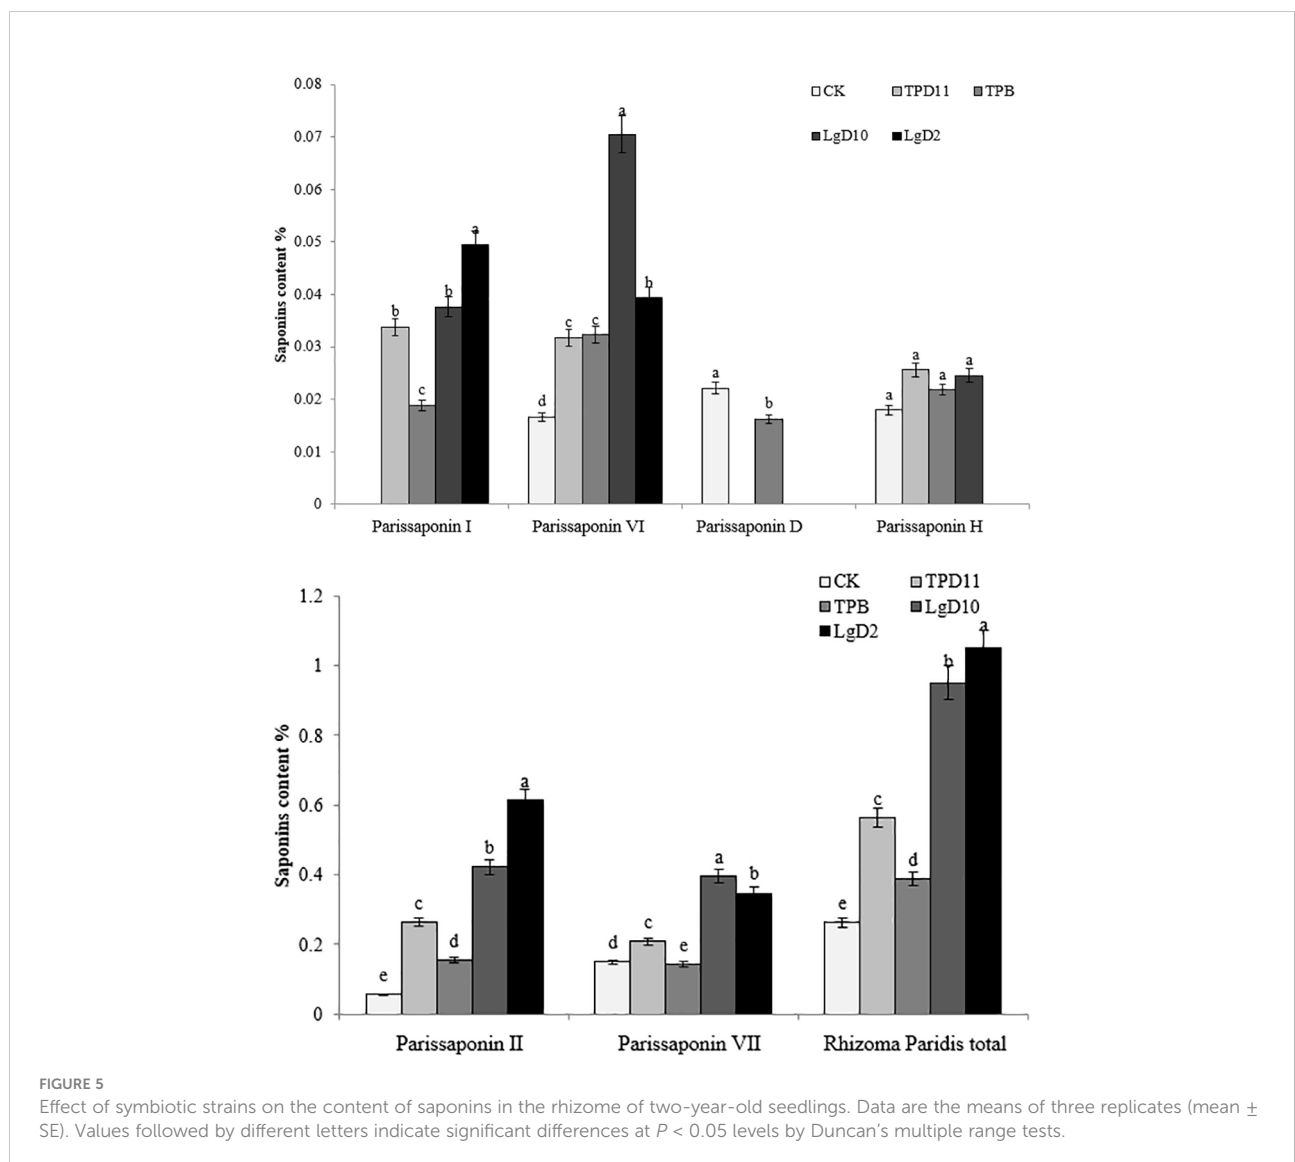 0.08
0.07
0.06
0.05
0.04
0.03
0.02
0.01
0
Saponins content %
CK TPD11 TPB
LgD10 LgD2
b c b a
d c c a b
a b
a a a a
Parissaponin I Parissaponin VI Parissaponin D Parissaponin H
1.2
1
0.8
0.6
0.4
0.2
0
Saponins content %
CK TPD11
TPB LgD10
LgD2
e c d b a
d c e a b
e c d b a
Parissaponin II Parissaponin VII Rhizoma Paridis total
FIGURE 5
Effect of symbiotic strains on the content of saponins in the rhizome of two-year-old seedlings. Data are the means of three replicates (mean ±
SE). Values followed by different letters indicate significant differences at P < 0.05 levels by Duncan's multiple range tests.